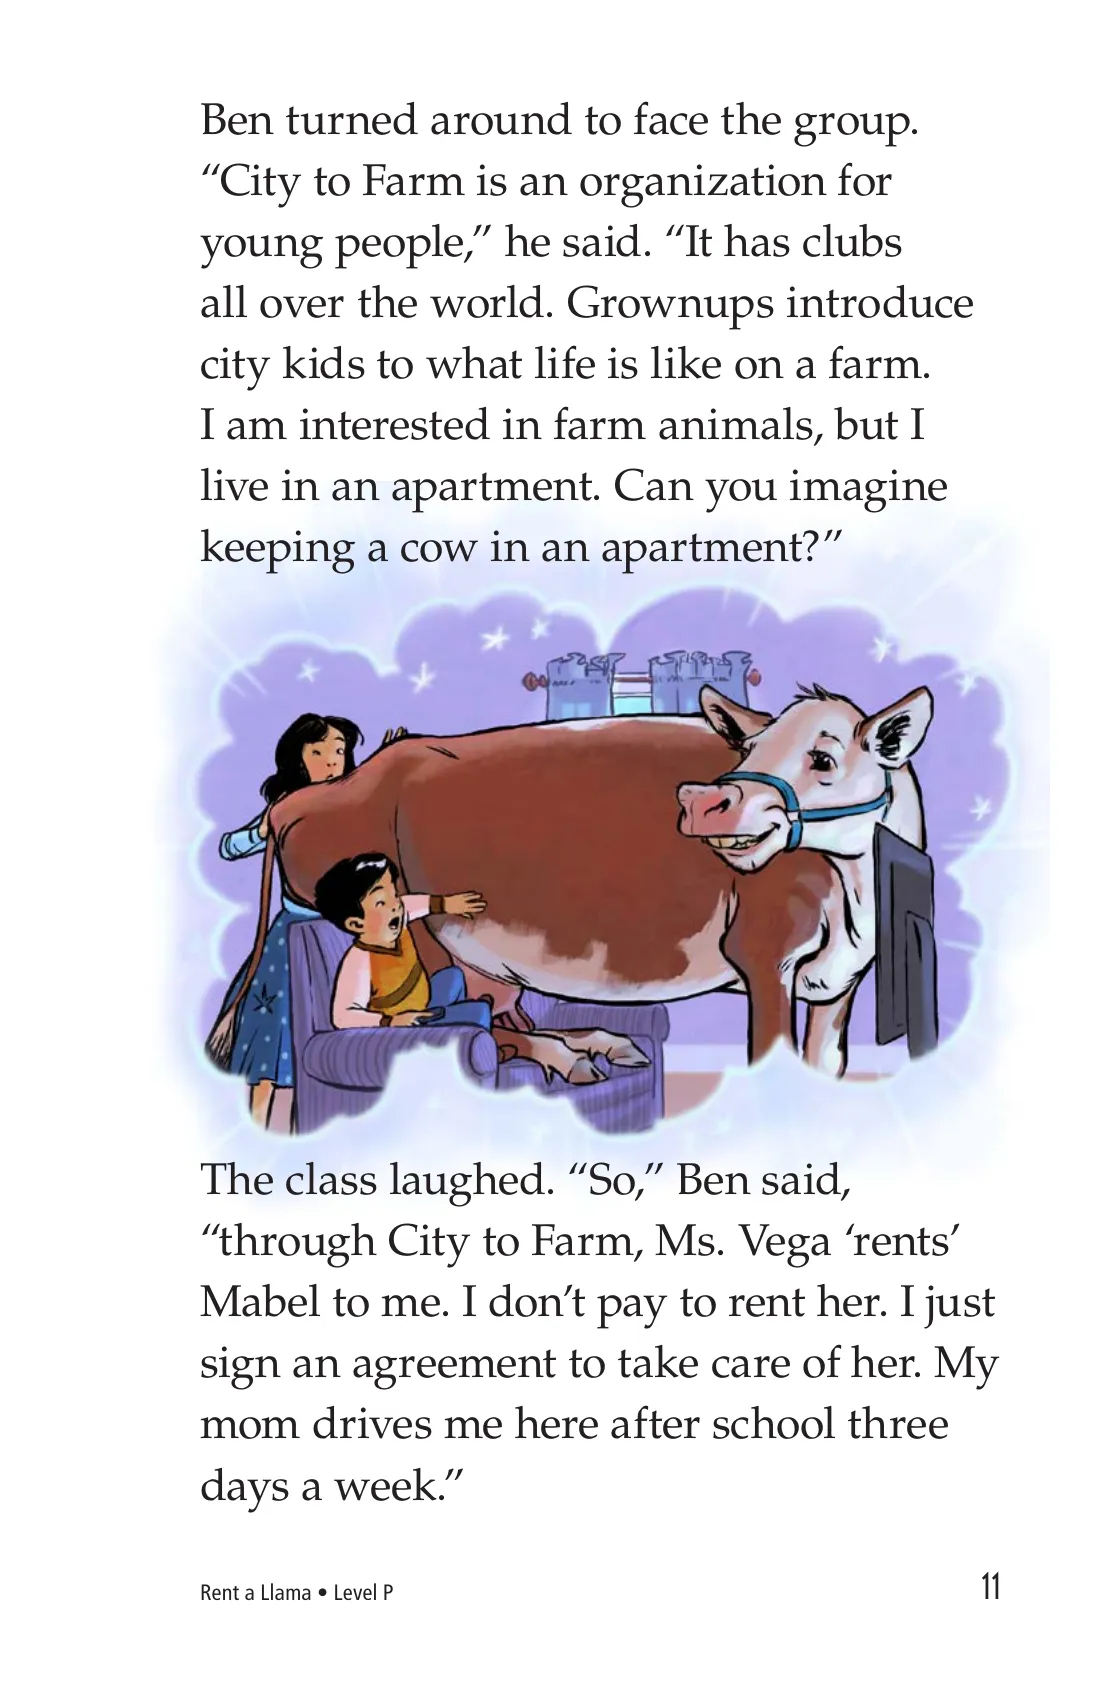 Ben turned around to face the group.
“City to Farm is an organization for
young people,” he said. “It has clubs
all over the world. Grownups introduce
city kids to what life is like on a farm.
I am interested in farm animals, but I
live in an apartment. Can you imagine
keeping a cow in an apartment?”
The class laughed. “So,” Ben said,
“through City to Farm, Ms. Vega ‘rents’
Mabel to me. I don’t pay to rent her. I just
sign an agreement to take care of her. My
mom drives me here after school three
days a week.”
Rent a Llama • Level P 11